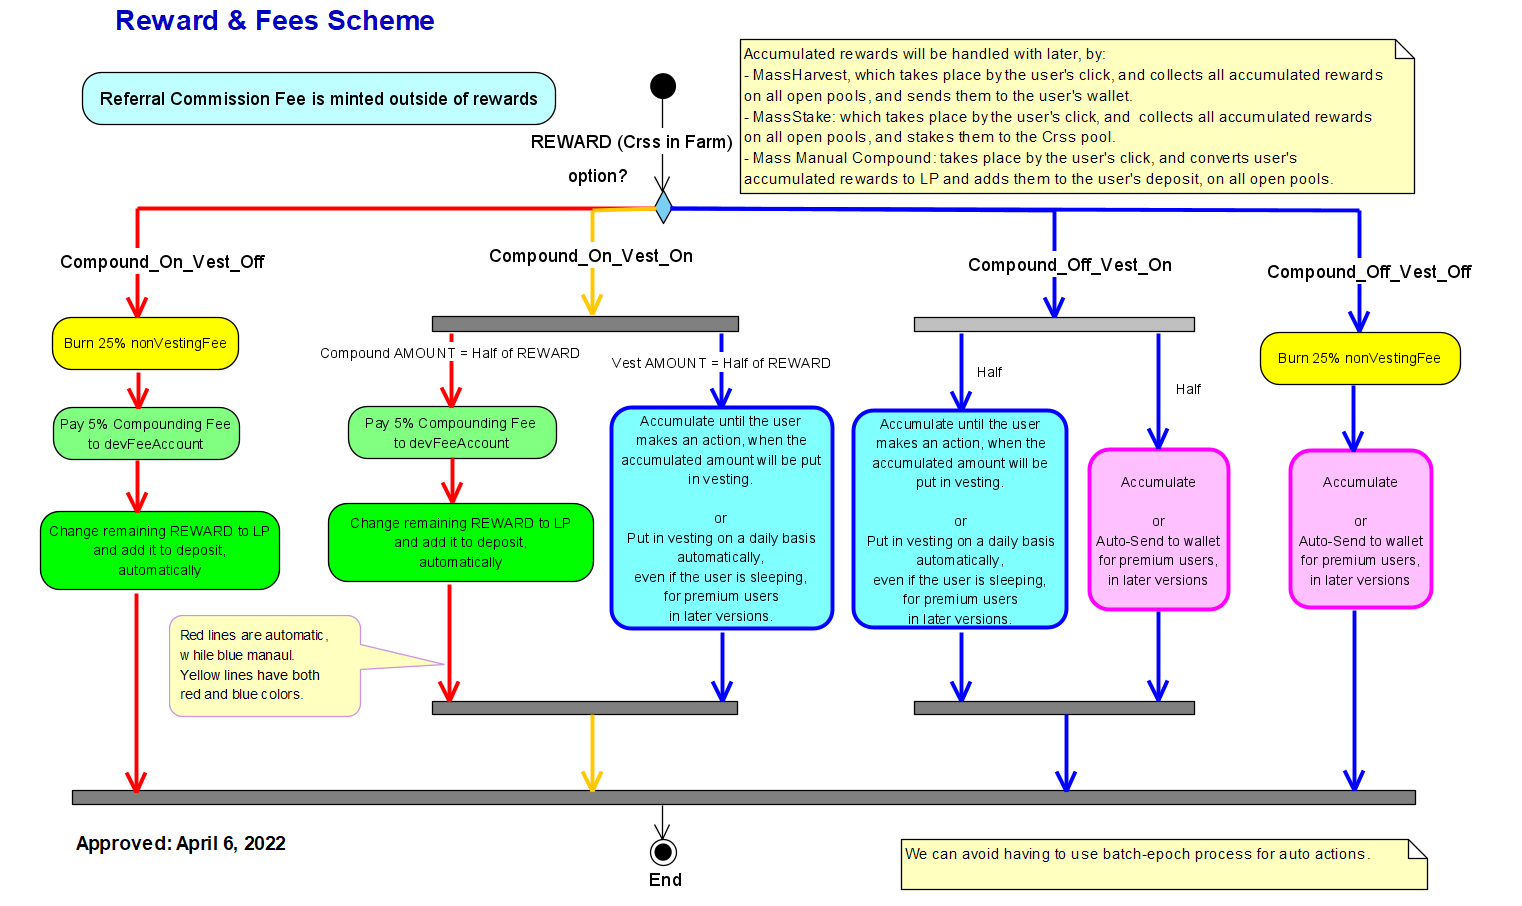 Reward & Fees Scheme
Referral Commission Fee is minted outside of rewards
Accumulated rewards will be handled with later, by:
- MassHarvest, which takes place by the user's click, and collects all accumulated rewards
on all open pools, and sends them to the user's wallet.
- MassStake: which takes place by the user's click, and  collects all accumulated rewards
on all open pools, and stakes them to the Crss pool.
- Mass Manual Compound: takes place by the user's click, and converts user's
accumulated rewards to LP and adds them to the user's deposit, on all open pools.
REWARD (Crss in Farm)
option?
Compound_On_Vest_Off
Burn 25% nonVestingFee
Pay 5% Compounding Fee
to devFeeAccount
Change remaining REWARD to LP
and add it to deposit,
automatically
Compound_On_Vest_On
Compound AMOUNT = Half of REWARD
Pay 5% Compounding Fee
to devFeeAccount
Change remaining REWARD to LP
and add it to deposit,
automatically
Vest AMOUNT = Half of REWARD
Accumulate until the user
makes an action, when the
accumulated amount will be put
in vesting.
or
Put in vesting on a daily basis
automatically,
even if the user is sleeping,
for premium users
in later versions.
Compound_Off_Vest_On
Half
Accumulate until the user
makes an action, when the
accumulated amount will be
put in vesting.
or
Put in vesting on a daily basis
automatically,
even if the user is sleeping,
for premium users
in later versions.
Half
Accumulate
or
Auto-Send to wallet
for premium users,
in later versions
Compound_Off_Vest_Off
Burn 25% nonVestingFee
Accumulate
or
Auto-Send to wallet
for premium users,
in later versions
Red lines are automatic,
while blue manaul.
Yellow lines have both
red and blue colors.
Approved: April 6, 2022
End
We can avoid having to use batch-epoch process for auto actions.